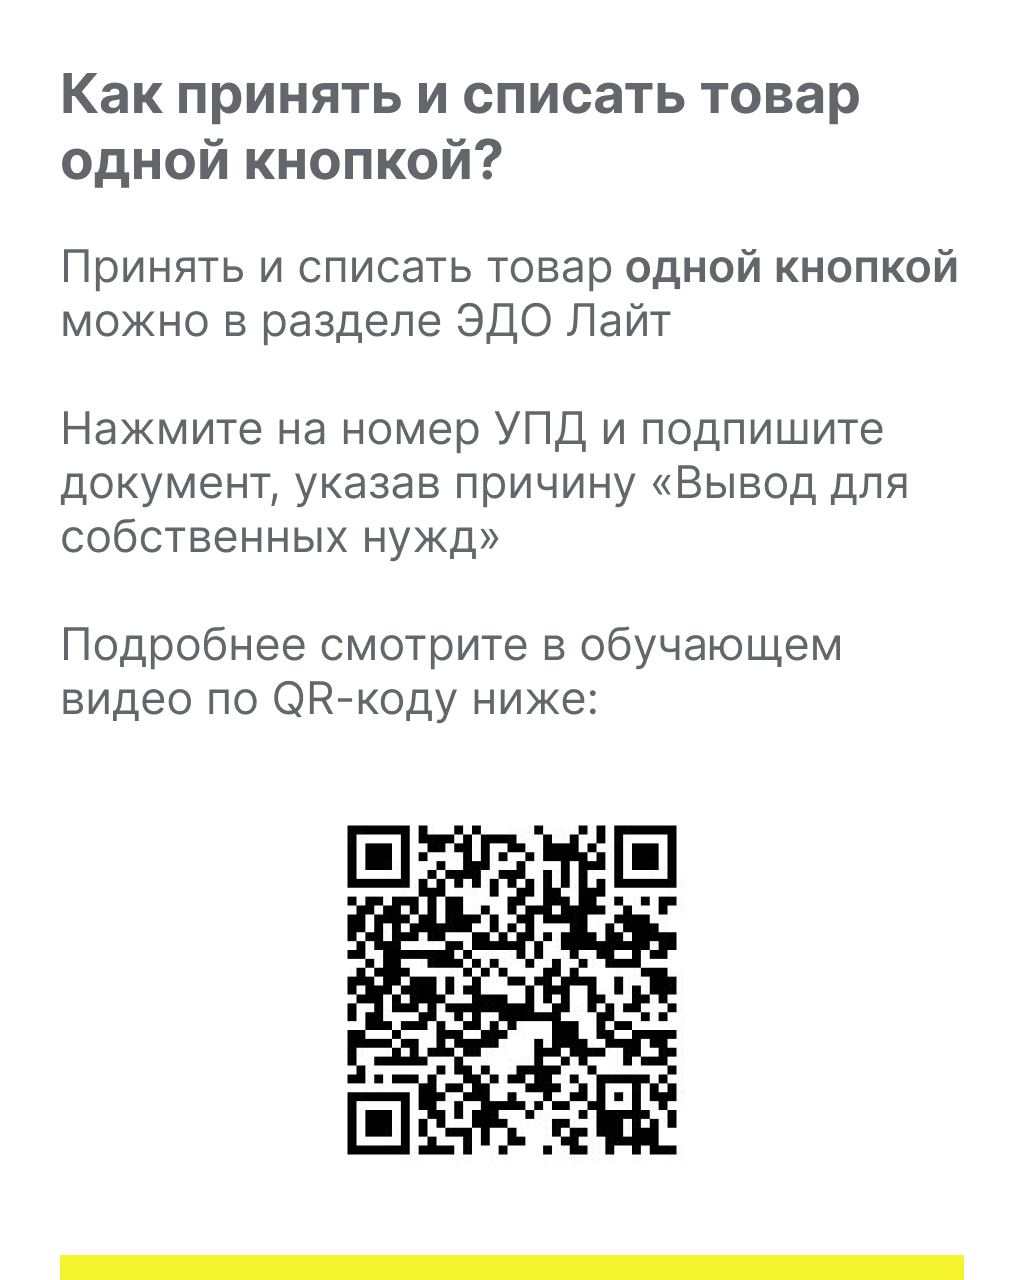 Как принять и списать товар
одной кнопкой?
Принять и списать товар одной кнопкой
можно в разделе ЭДО Лайт
Нажмите на номер УПД и подпишите
документ, указав причину «Вывод для
собственных нужд»
Подробнее смотрите в обучающем
видео по QR-коду ниже: